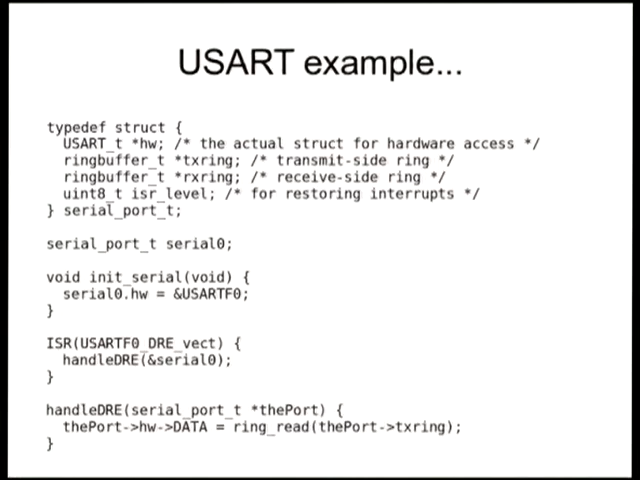 USART example...
typedef struct {
  USART_t *hw; /* the actual struct for hardware access */
  ringbuffer_t *txring; /* transmit-side ring */
  ringbuffer_t *rxring; /* receive-side ring */
  uint8_t isr_level; /* for restoring interrupts */
} serial_port_t;
serial_port_t serial0;
void init_serial(void) {
  serial0.hw = &USARTF0;
}
ISR(USARTF0_DRE_vect) {
  handleDRE(&serial0);
}
handleDRE(serial_port_t *thePort) {
  thePort->hw->DATA = ring_read(thePort->txring);
}